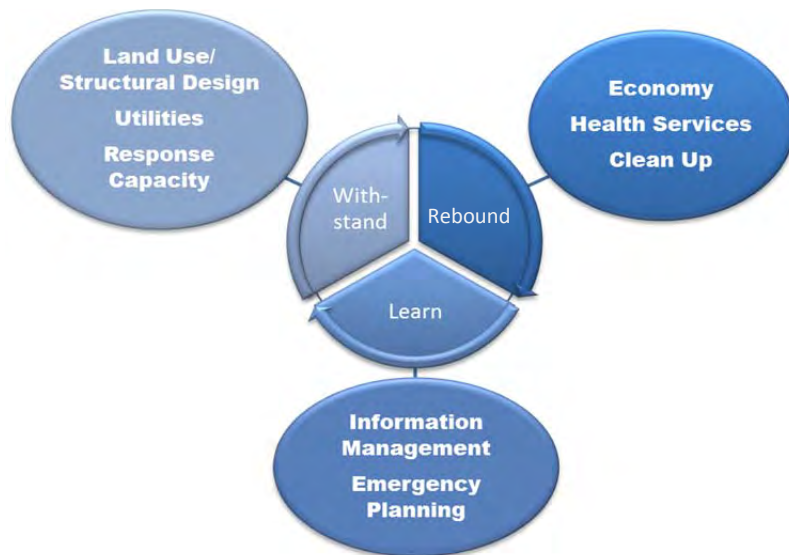 Land Use/
Structural Design
Utilities
Response
Capacity
Economy
Health Services
Clean Up
With-
stand
Rebound
Learn
Information
Management
Emergency
Planning